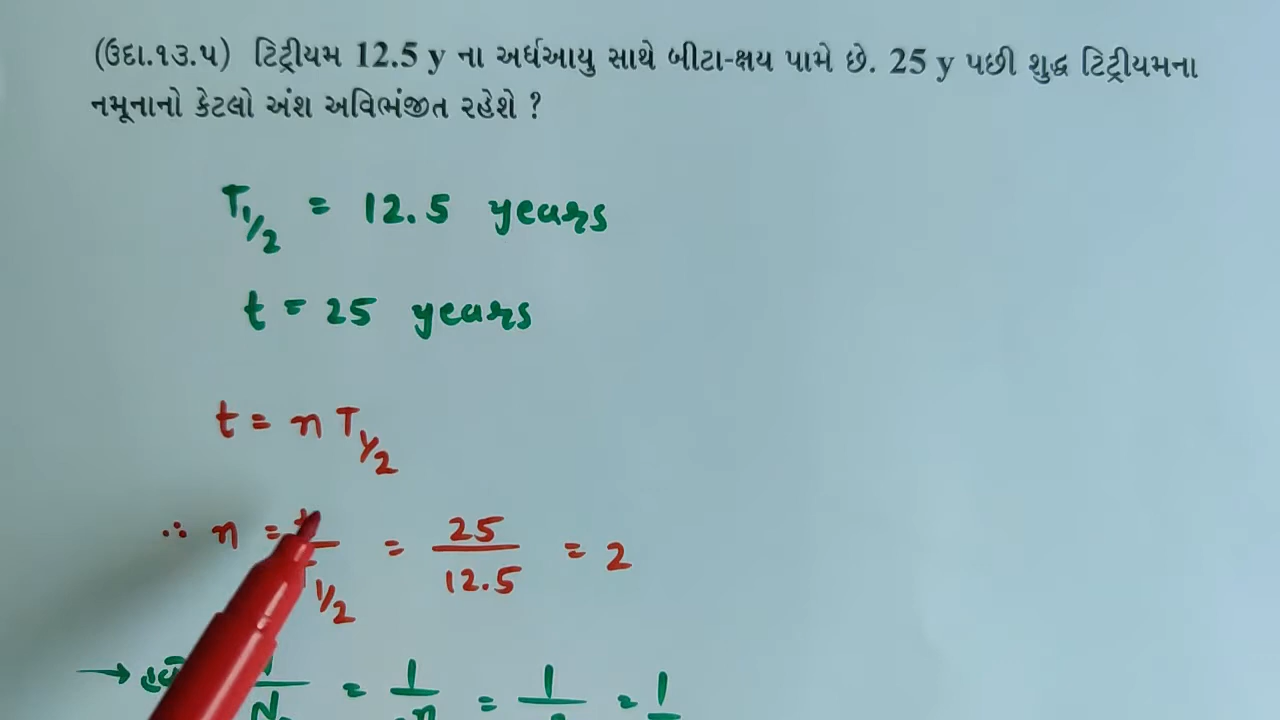 (ઉદા.૧૩.૫) ટિટ્રીયમ 12.5 y ના અર્ધઆયુ સાથે બીટા-ક્ષય પામે છે. 25 y પછી શુદ્ધ ટિટ્રીયમના
નમૂનાનો કેટલો અંશ અવિભંજીત રહેશે ?
T1/2 = 12.5 years
t = 25 years
t = n T1/2
∴ n = = 25/12.5 = 2